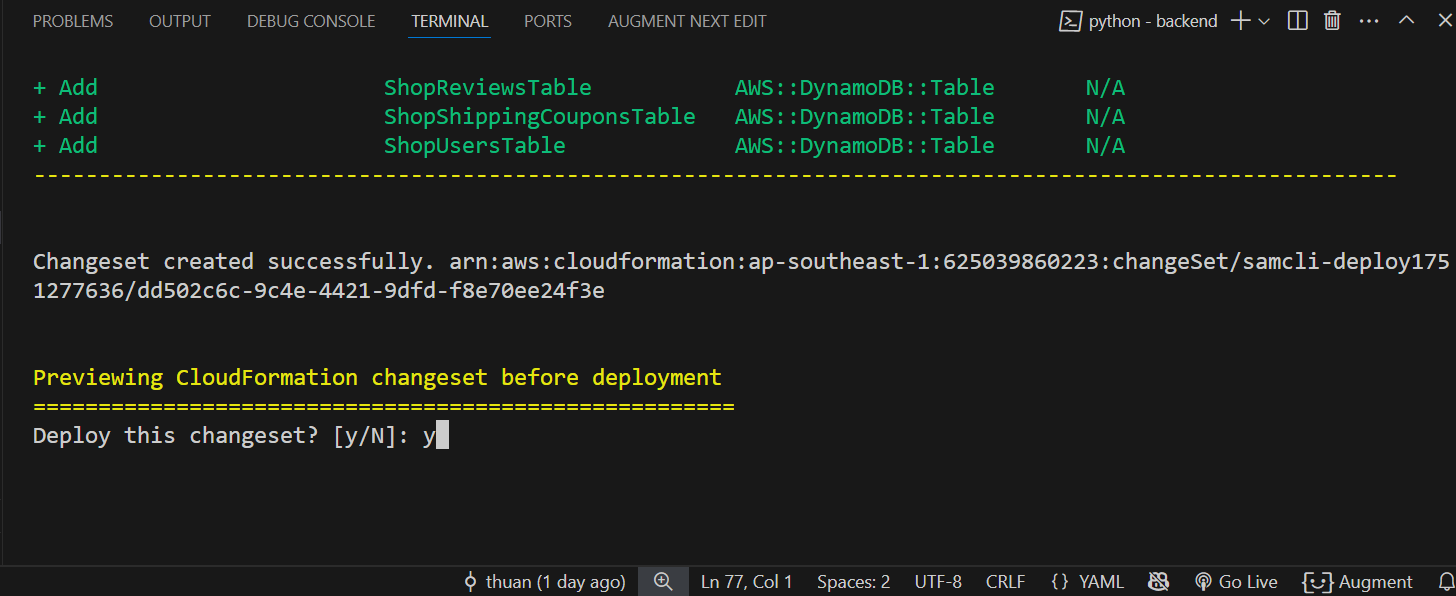 PROBLEMS OUTPUT DEBUG CONSOLE TERMINAL PORTS AUGMENT NEXT EDIT python - backend
+ Add ShopReviewsTable AWS::DynamoDB::Table N/A
+ Add ShopShippingCouponsTable AWS::DynamoDB::Table N/A
+ Add ShopUsersTable AWS::DynamoDB::Table N/A
---------------------------------------------------------------------------------------------------------
Changeset created successfully. arn:aws:cloudformation:ap-southeast-1:625039860223:changeSet/samcli-deploy175
1277636/dd502c6c-9c4e-4421-9dfd-f8e70ee24f3e
Previewing CloudFormation changeset before deployment
======================================================
Deploy this changeset? [y/N]: y
thuan (1 day ago) Ln 77, Col 1 Spaces: 2 UTF-8 CRLF {} YAML Go Live Augment